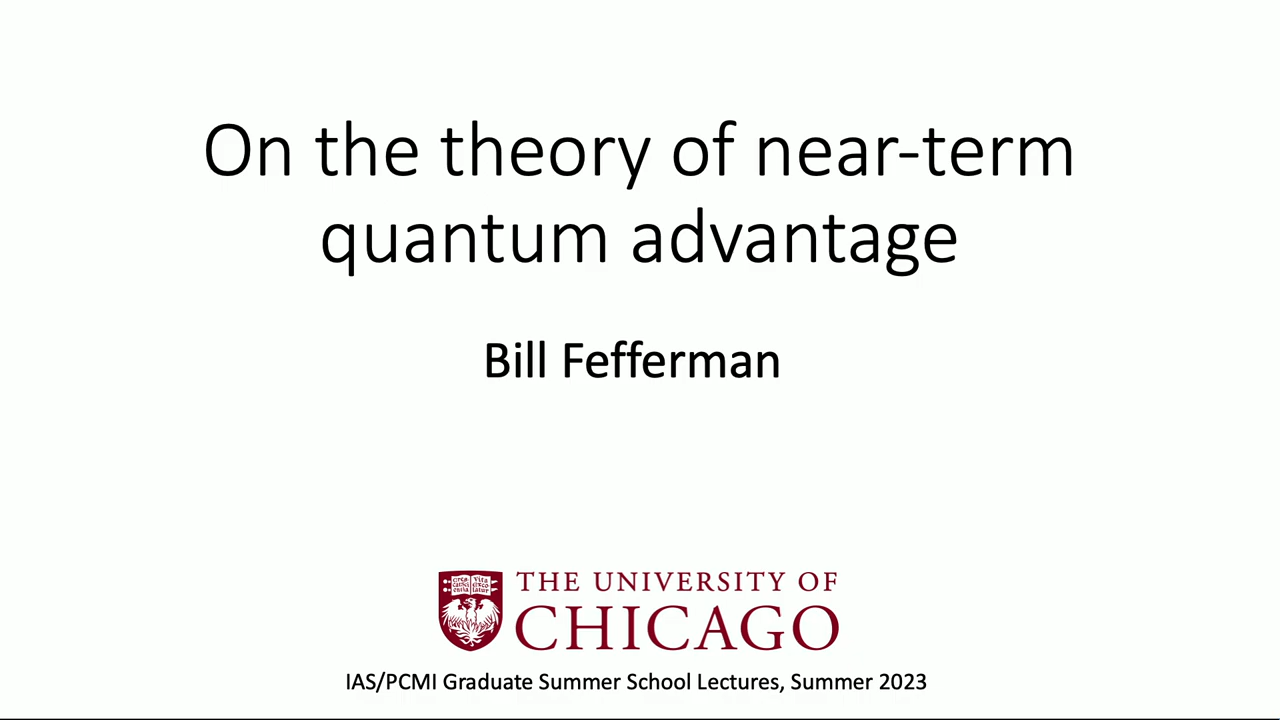 On the theory of near-term
quantum advantage
Bill Fefferman
THE UNIVERSITY OF
CHICAGO
IAS/PCMI Graduate Summer School Lectures, Summer 2023